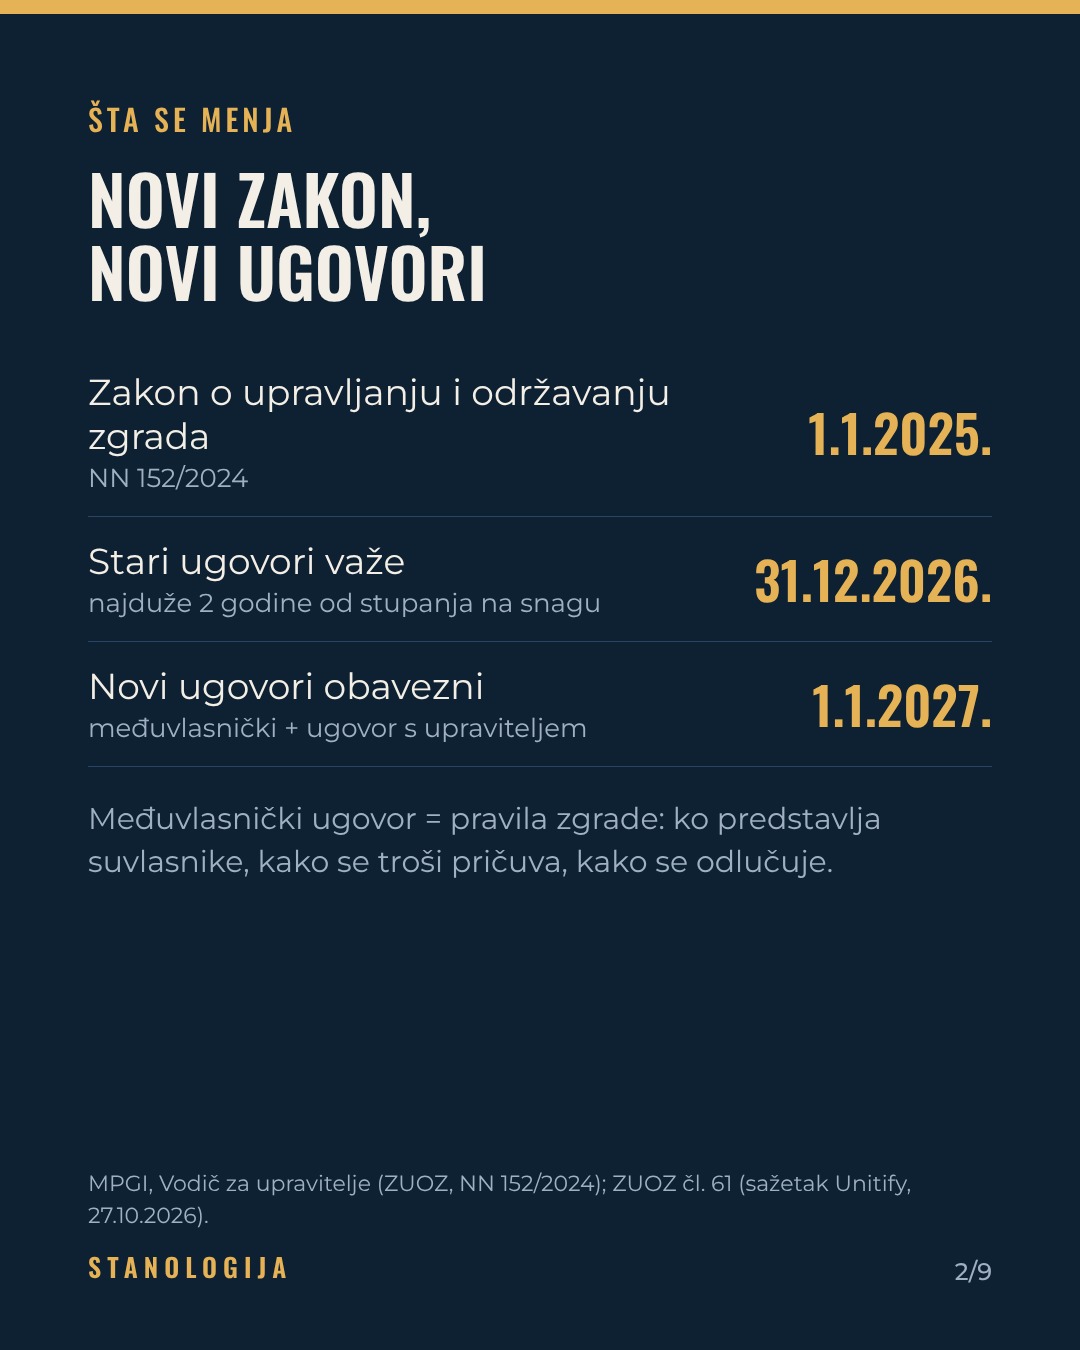 ŠTA SE MENJA
NOVI ZAKON,
NOVI UGOVORI
Zakon o upravljanju i održavanju
zgrada
NN 152/2024
1.1.2025.
Stari ugovori važe
najduže 2 godine od stupanja na snagu
31.12.2026.
Novi ugovori obavezni
međuvlasnički + ugovor s upraviteljem
1.1.2027.
Međuvlasnički ugovor = pravila zgrade: ko predstavlja
suvlasnike, kako se troši pričuva, kako se odlučuje.
MPGI, Vodič za upravitelje (ZUOZ, NN 152/2024); ZUOZ čl. 61 (sažetak Unitify,
27.10.2026).
STANOLOGIJA
2/9